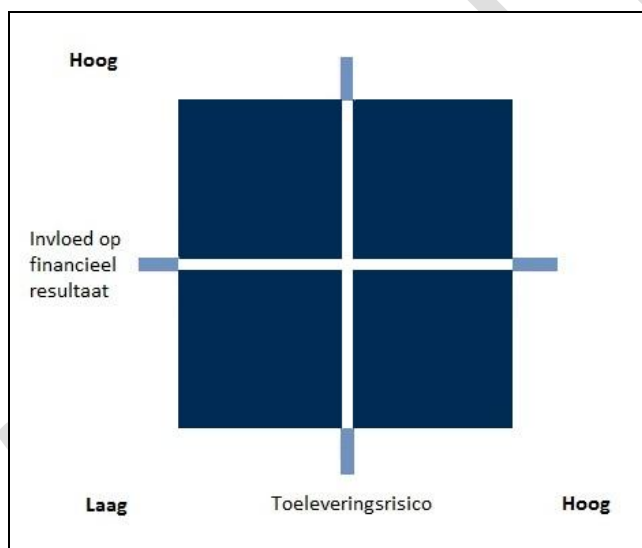 Hoog
Invloed op
financieel
resultaat
Laag
Toeleveringsrisico
Hoog